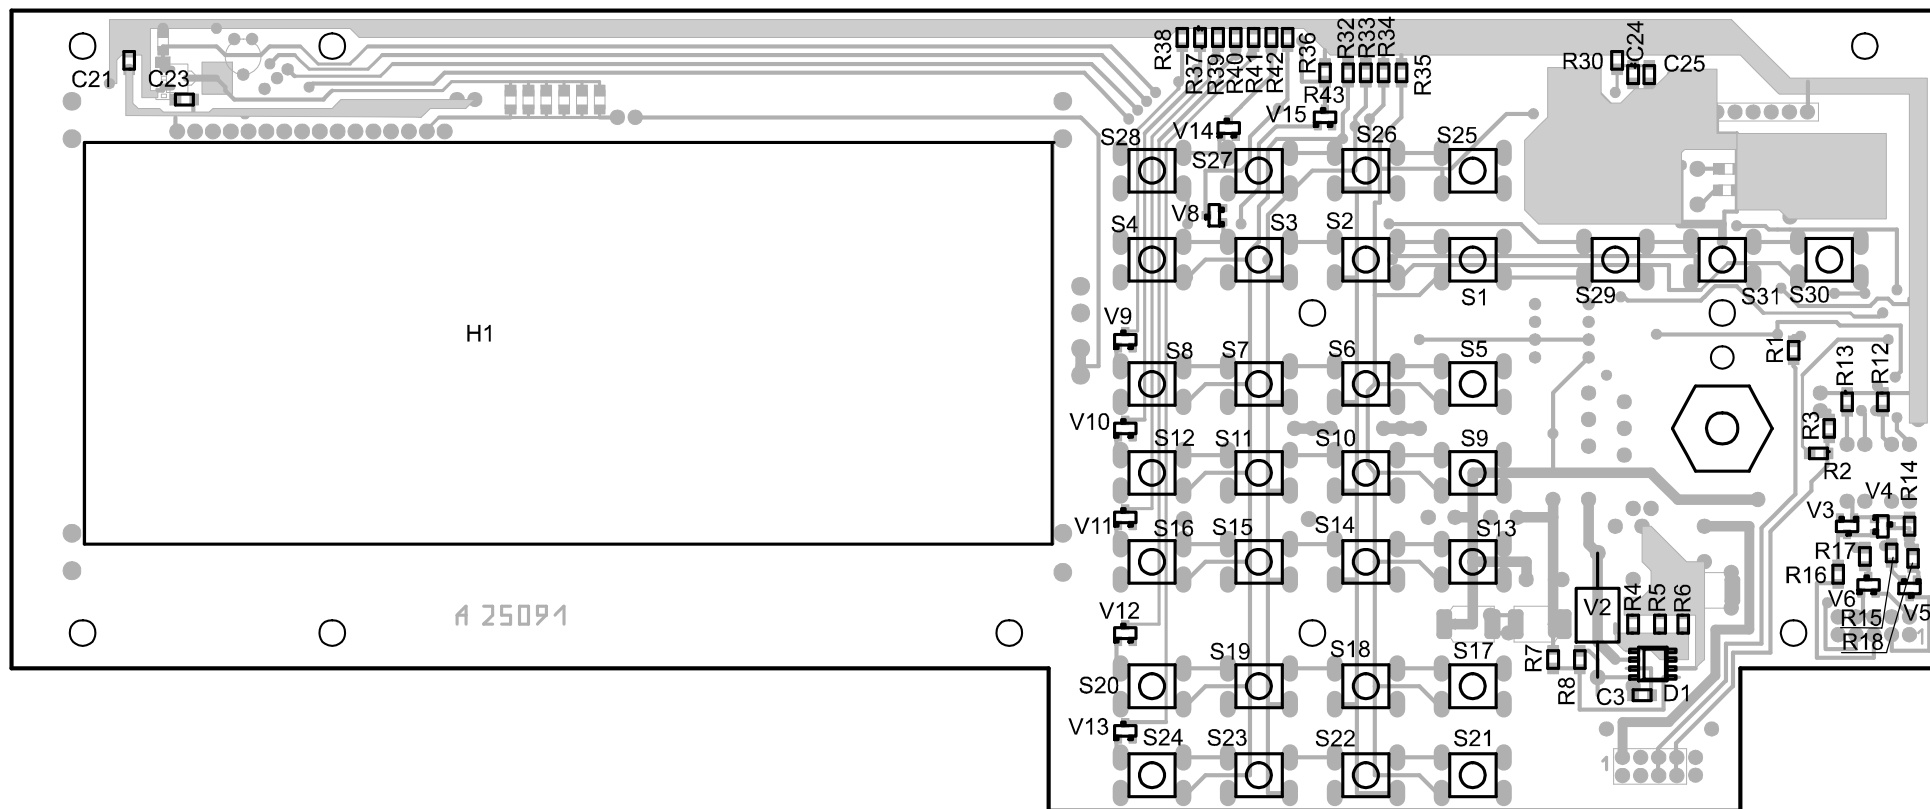 C21
C23
R38
R37
R39
R40
R41
R42
R36
R32
R33
R34
R35
R43
R30
C24
C25
V14
V15
S28
S27
S26
S25
V8
S4
S3
S2
S1
S29
S31
S30
H1
V9
S8
S7
S6
S5
R1
R13
R12
V10
S12
S11
S10
S9
R3
R2
V11
S16
S15
S14
S13
V3
V4
R14
R17
R16
V6
R15
R18
V5
1
A 25091
V12
V2
R4
R5
R6
S20
S19
S18
S17
R7
R8
C3
D1
V13
S24
S23
S22
S21
1